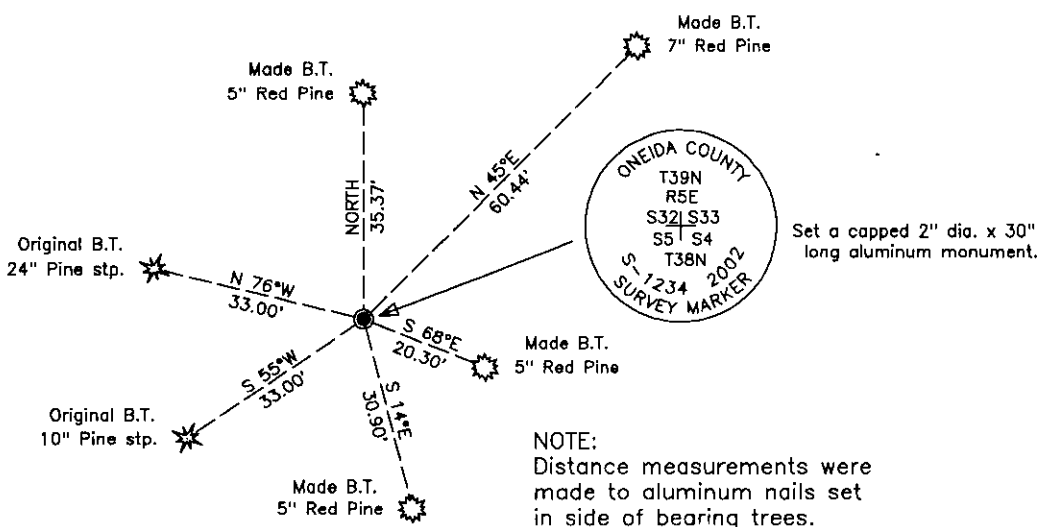 Made B.T.
7" Red Pine
Made B.T.
5" Red Pine
N 45°E
60.44'
NORTH
35.37'
ONEIDA COUNTY
T39N
R5E
S32 S33
S5 S4
T38N
S-1234 2002
SURVEY MARKER
Set a capped 2" dia. x 30"
long aluminum monument.
Original B.T.
24" Pine stp.
N 76°W
33.00'
S 68°E
20.30'
Made B.T.
5" Red Pine
S 55°W
33.00'
Original B.T.
10" Pine stp.
S 14°E
30.90'
Made B.T.
5" Red Pine
NOTE:
Distance measurements were
made to aluminum nails set
in side of bearing trees.